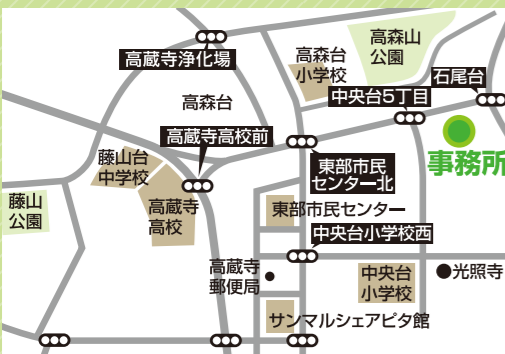 高蔵寺浄化場
高森台
小学校
高森山
公園
石尾台
高森台
中央台5丁目
高蔵寺高校前
事務所
藤山台
中学校
東部市民
センター北
藤山
公園
高蔵寺
高校
東部市民センター
中央台小学校西
高蔵寺
郵便局
中央台
小学校
光照寺
サンマルシェアピタ館